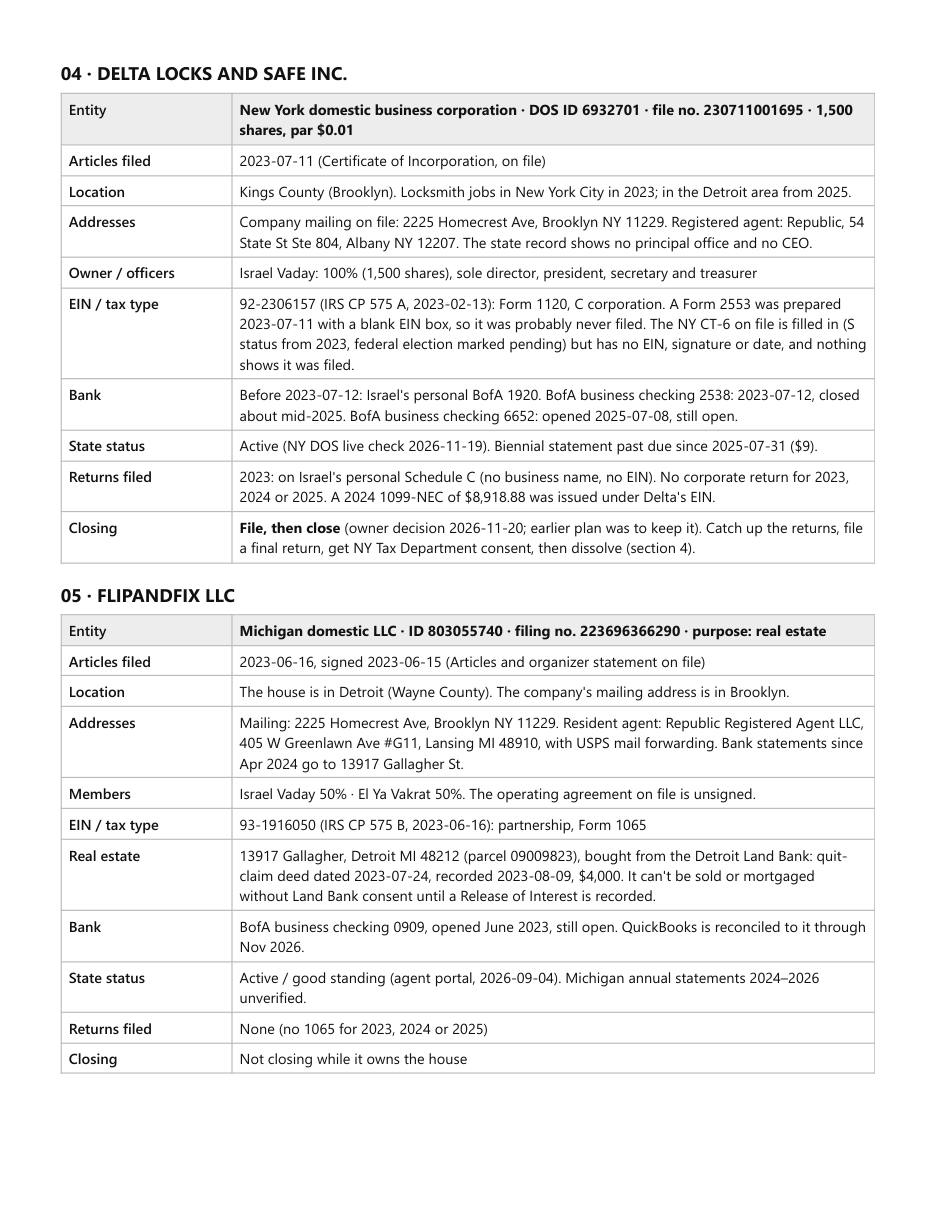 04 · DELTA LOCKS AND SAFE INC.
Entity
New York domestic business corporation · DOS ID 6932701 · file no. 230711001695 · 1,500
shares, par $0.01
Articles filed
2023-07-11 (Certificate of Incorporation, on file)
Location
Kings County (Brooklyn). Locksmith jobs in New York City in 2023; in the Detroit area from 2025.
Addresses
Company mailing on file: 2225 Homecrest Ave, Brooklyn NY 11229. Registered agent: Republic, 54
State St Ste 804, Albany NY 12207. The state record shows no principal office and no CEO.
Owner / officers
Israel Vaday: 100% (1,500 shares), sole director, president, secretary and treasurer
EIN / tax type
92-2306157 (IRS CP 575 A, 2023-02-13): Form 1120, C corporation. A Form 2553 was prepared
2023-07-11 with a blank EIN box, so it was probably never filed. The NY CT-6 on file is filled in (S
status from 2023, federal election marked pending) but has no EIN, signature or date, and nothing
shows it was filed.
Bank
Before 2023-07-12: Israel's personal BofA 1920. BofA business checking 2538: 2023-07-12, closed
about mid-2025. BofA business checking 6652: opened 2025-07-08, still open.
State status
Active (NY DOS live check 2026-11-19). Biennial statement past due since 2025-07-31 ($9).
Returns filed
2023: on Israel's personal Schedule C (no business name, no EIN). No corporate return for 2023,
2024 or 2025. A 2024 1099-NEC of $8,918.88 was issued under Delta's EIN.
Closing
File, then close (owner decision 2026-11-20; earlier plan was to keep it). Catch up the returns, file
a final return, get NY Tax Department consent, then dissolve (section 4).
05 · FLIPANDFIX LLC
Entity
Michigan domestic LLC · ID 803055740 · filing no. 223696366290 · purpose: real estate
Articles filed
2023-06-16, signed 2023-06-15 (Articles and organizer statement on file)
Location
The house is in Detroit (Wayne County). The company's mailing address is in Brooklyn.
Addresses
Mailing: 2225 Homecrest Ave, Brooklyn NY 11229. Resident agent: Republic Registered Agent LLC,
405 W Greenlawn Ave #G11, Lansing MI 48910, with USPS mail forwarding. Bank statements since
Apr 2024 go to 13917 Gallagher St.
Members
Israel Vaday 50% · El Ya Vakrat 50%. The operating agreement on file is unsigned.
EIN / tax type
93-1916050 (IRS CP 575 B, 2023-06-16): partnership, Form 1065
Real estate
13917 Gallagher, Detroit MI 48212 (parcel 09009823), bought from the Detroit Land Bank: quit-
claim deed dated 2023-07-24, recorded 2023-08-09, $4,000. It can't be sold or mortgaged
without Land Bank consent until a Release of Interest is recorded.
Bank
BofA business checking 0909, opened June 2023, still open. QuickBooks is reconciled to it through
Nov 2026.
State status
Active / good standing (agent portal, 2026-09-04). Michigan annual statements 2024–2026
unverified.
Returns filed
None (no 1065 for 2023, 2024 or 2025)
Closing
Not closing while it owns the house